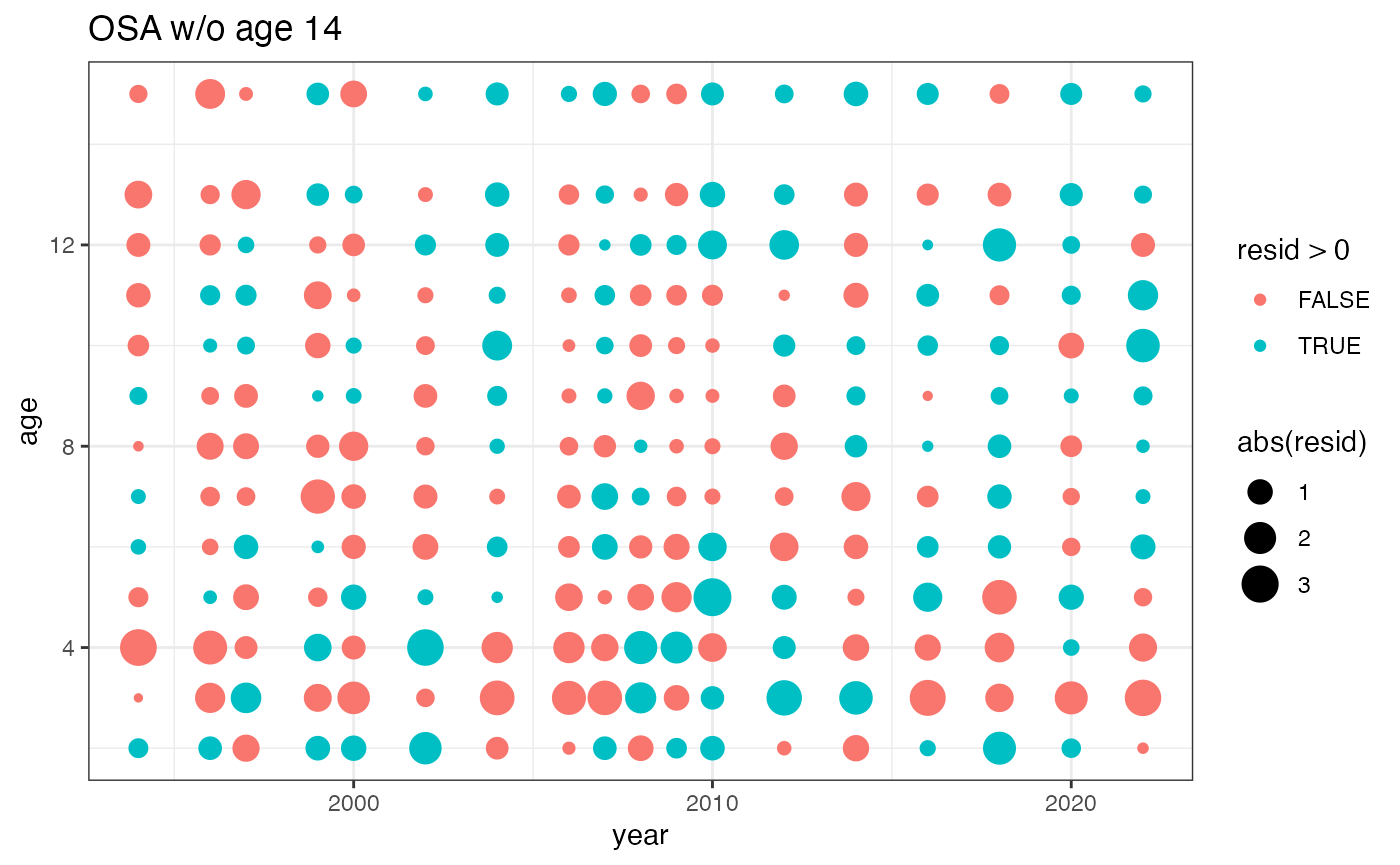 OSA w/o age 14
age
12
8
4
2000
2010
2020
year
resid > 0
FALSE
TRUE
abs(resid)
1
2
3